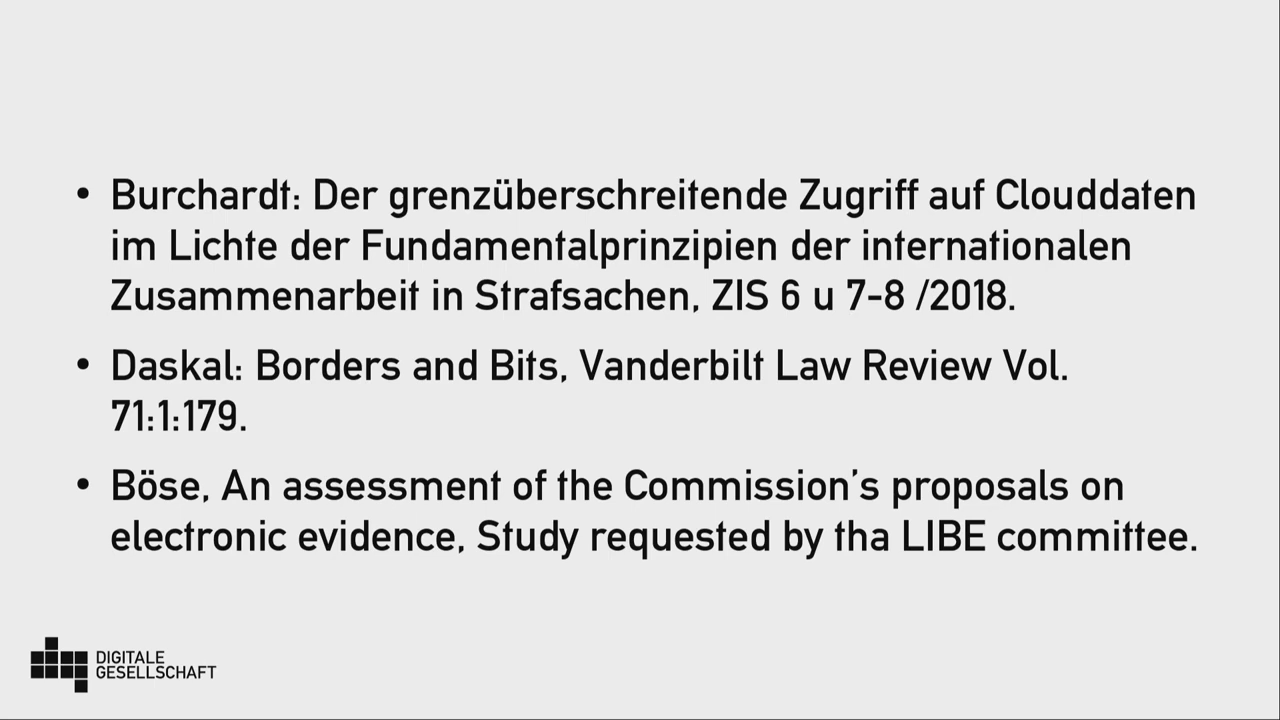 • Burchardt: Der grenzüberschreitende Zugriff auf Clouddaten
im Lichte der Fundamentalprinzipien der internationalen
Zusammenarbeit in Strafsachen, ZIS 6 u 7-8 /2018.
• Daskal: Borders and Bits, Vanderbilt Law Review Vol.
71:1:179.
• Böse, An assessment of the Commission's proposals on
electronic evidence, Study requested by tha LIBE committee.
DIGITALE
GESELLSCHAFT